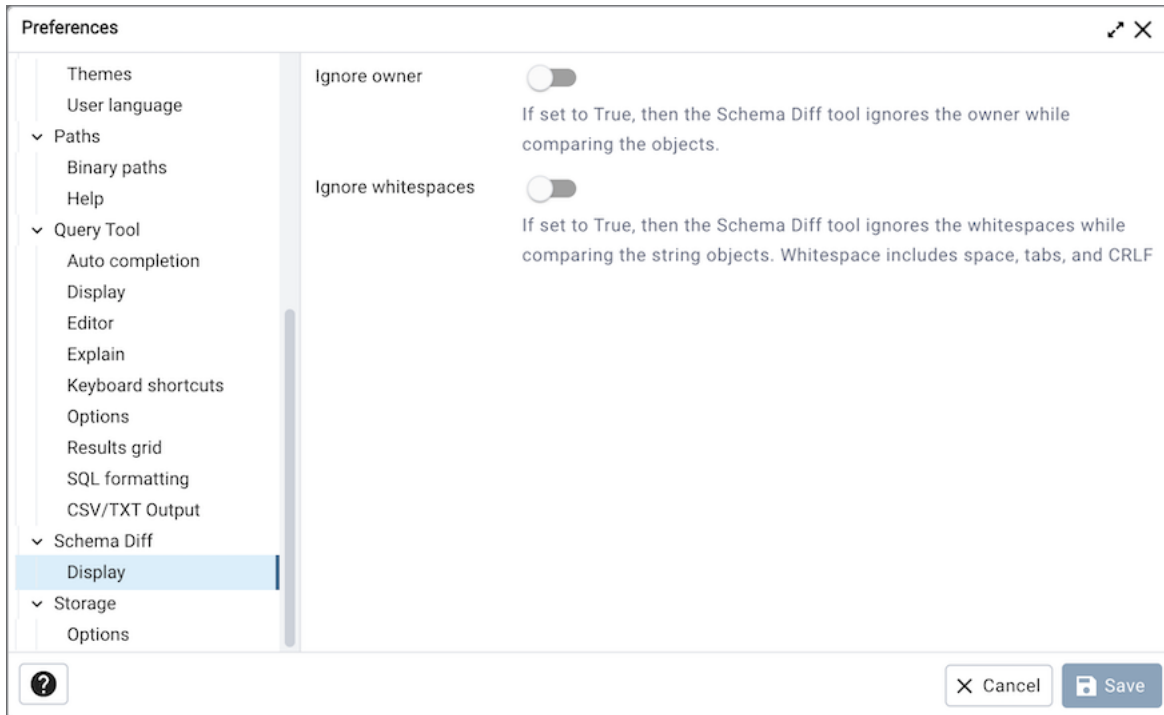 Preferences
Themes
User language
Paths
Binary paths
Help
Query Tool
Auto completion
Display
Editor
Explain
Keyboard shortcuts
Options
Results grid
SQL formatting
CSV/TXT Output
Schema Diff
Display
Storage
Options
Ignore owner
If set to True, then the Schema Diff tool ignores the owner while
comparing the objects.
Ignore whitespaces
If set to True, then the Schema Diff tool ignores the whitespaces while
comparing the string objects. Whitespace includes space, tabs, and CRLF
?
Cancel
Save